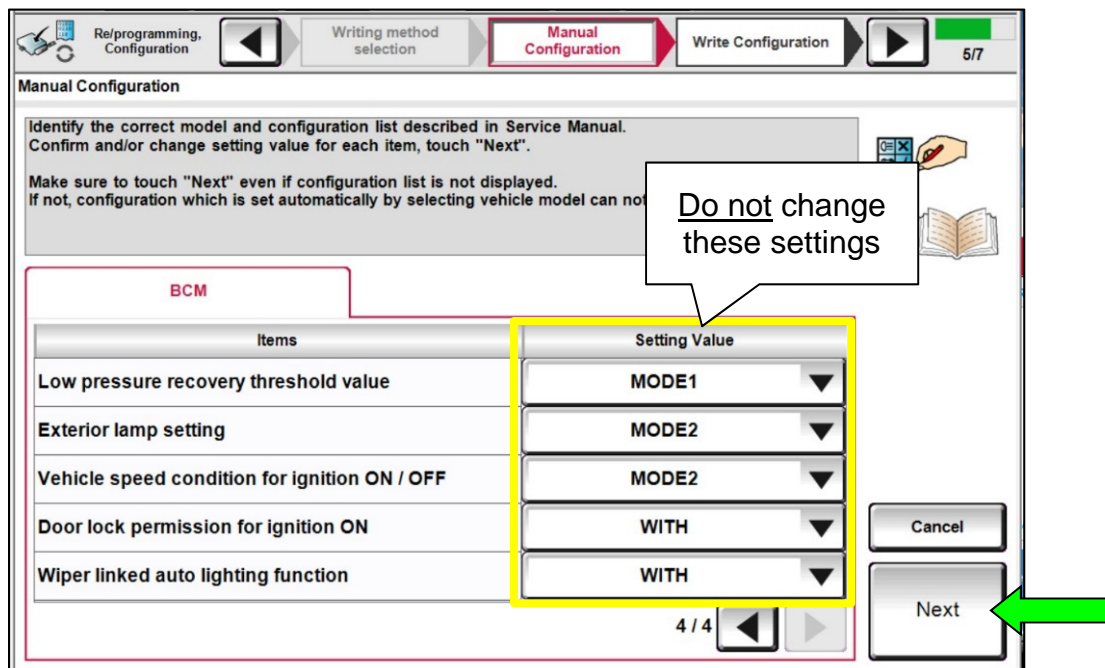 Re/programming,
Configuration
Writing method
selection
Manual
Configuration
Write Configuration
5/7
Manual Configuration
Identify the correct model and configuration list described in Service Manual.
Confirm and/or change setting value for each item, touch "Next".
Make sure to touch "Next" even if configuration list is not displayed.
If not, configuration which is set automatically by selecting vehicle model can not
Do not change
these settings
BCM
Items Setting Value
Low pressure recovery threshold value MODE1
Exterior lamp setting MODE2
Vehicle speed condition for ignition ON / OFF MODE2
Door lock permission for ignition ON WITH
Cancel
Wiper linked auto lighting function WITH
Next
4 / 4